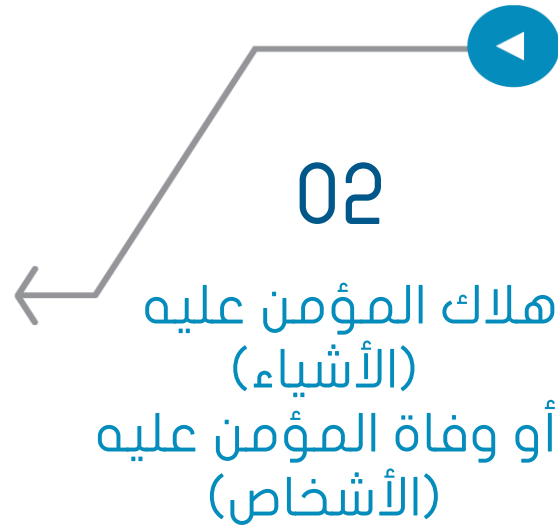 02
هلاك المؤمن عليه
(الأشياء)
أو وفاة المؤمن عليه
(الأشخاص)